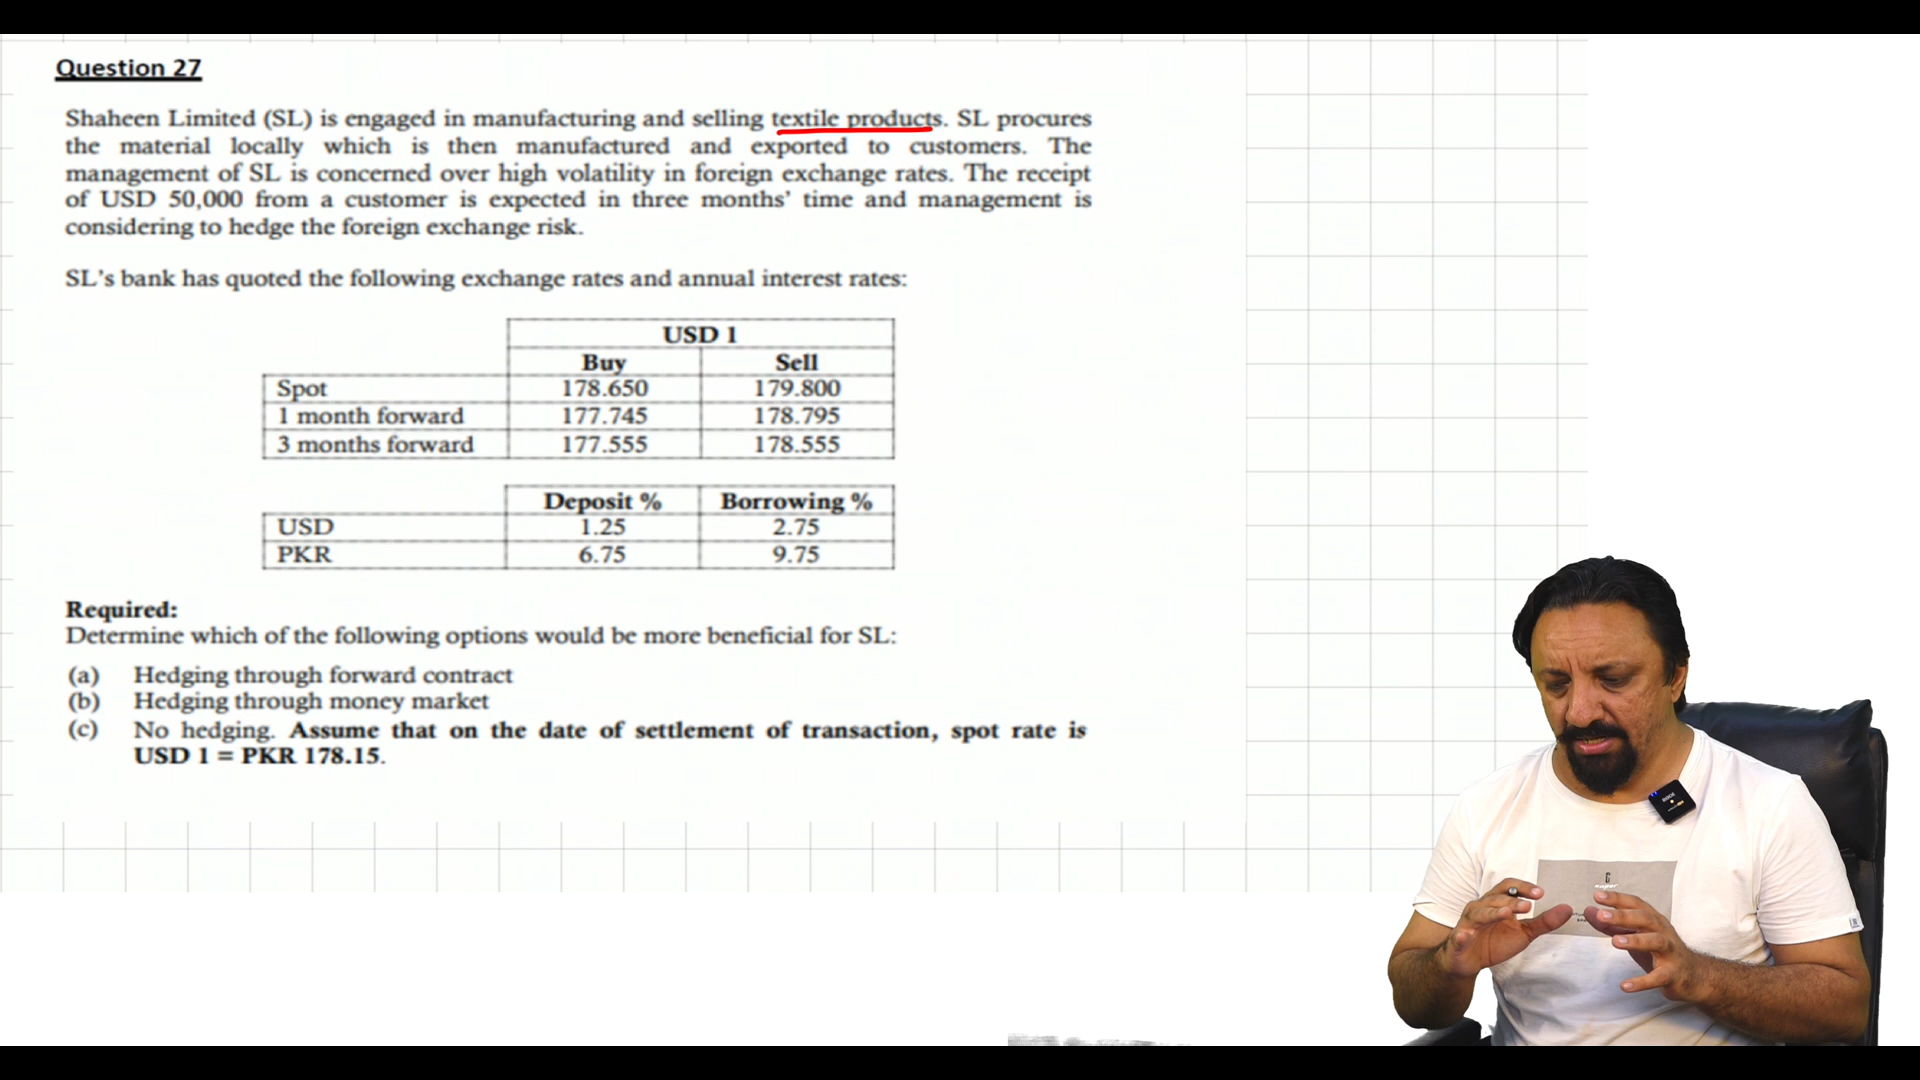 Question 27
Shaheen Limited (SL) is engaged in manufacturing and selling textile products. SL procures
the material locally which is then manufactured and exported to customers. The
management of SL is concerned over high volatility in foreign exchange rates. The receipt
of USD 50,000 from a customer is expected in three months' time and management is
considering to hedge the foreign exchange risk.
SL's bank has quoted the following exchange rates and annual interest rates:
USD 1
Buy Sell
Spot 178.650 179.800
1 month forward 177.745 178.795
3 months forward 177.555 178.555
Deposit % Borrowing %
USD 1.25 2.75
PKR 6.75 9.75
Required:
Determine which of the following options would be more beneficial for SL:
(a) Hedging through forward contract
(b) Hedging through money market
(c) No hedging. Assume that on the date of settlement of transaction, spot rate is
USD 1 = PKR 178.15.